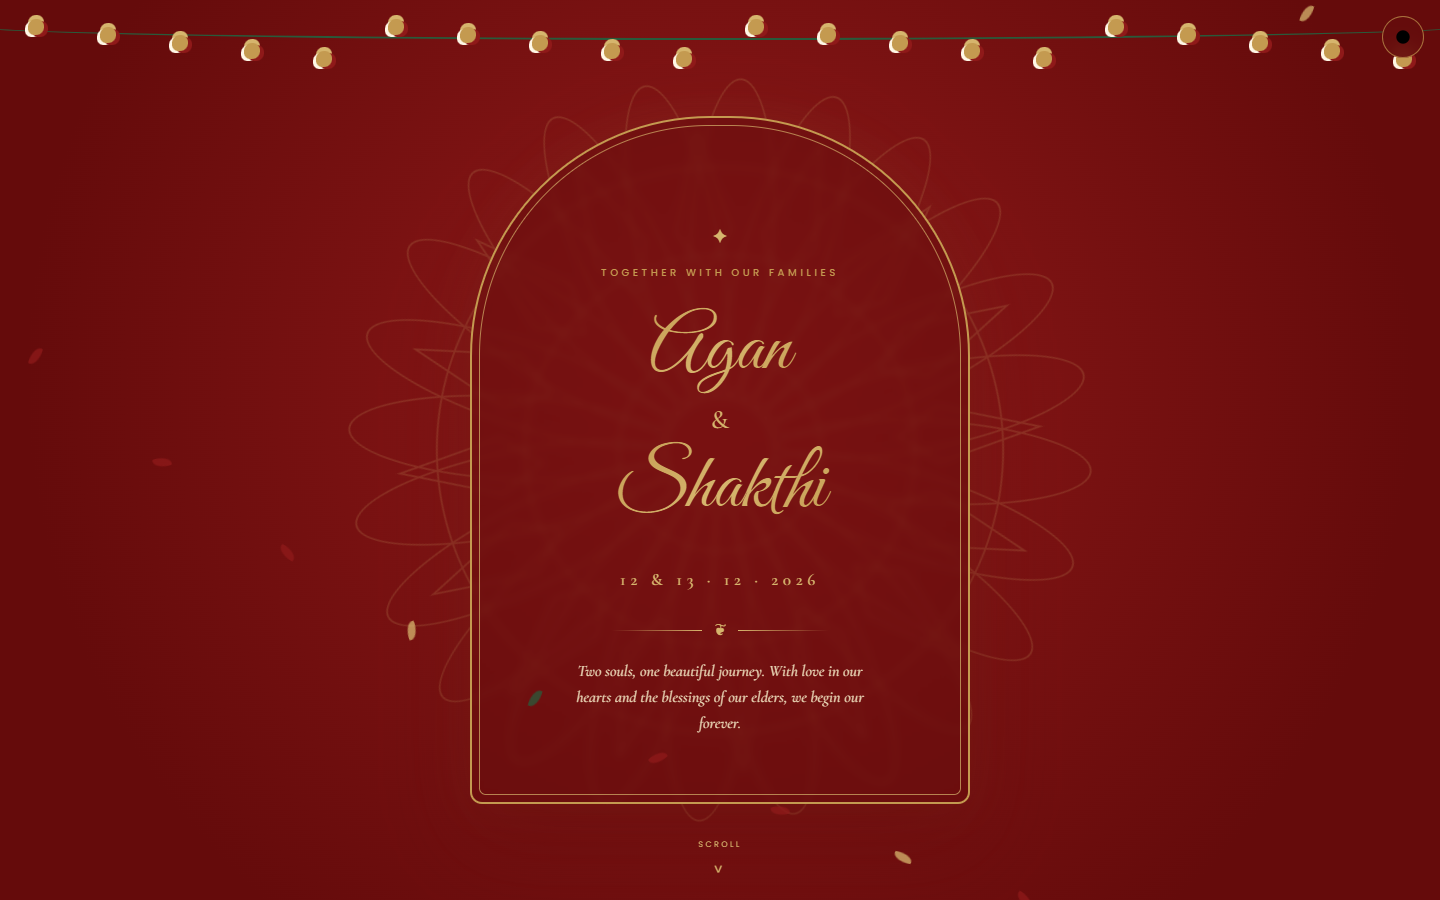 TOGETHER WITH OUR FAMILIES
Agan
&
Shakthi
12 & 13 · 12 · 2026
Two souls, one beautiful journey. With love in our
hearts and the blessings of our elders, we begin our
forever.
SCROLL